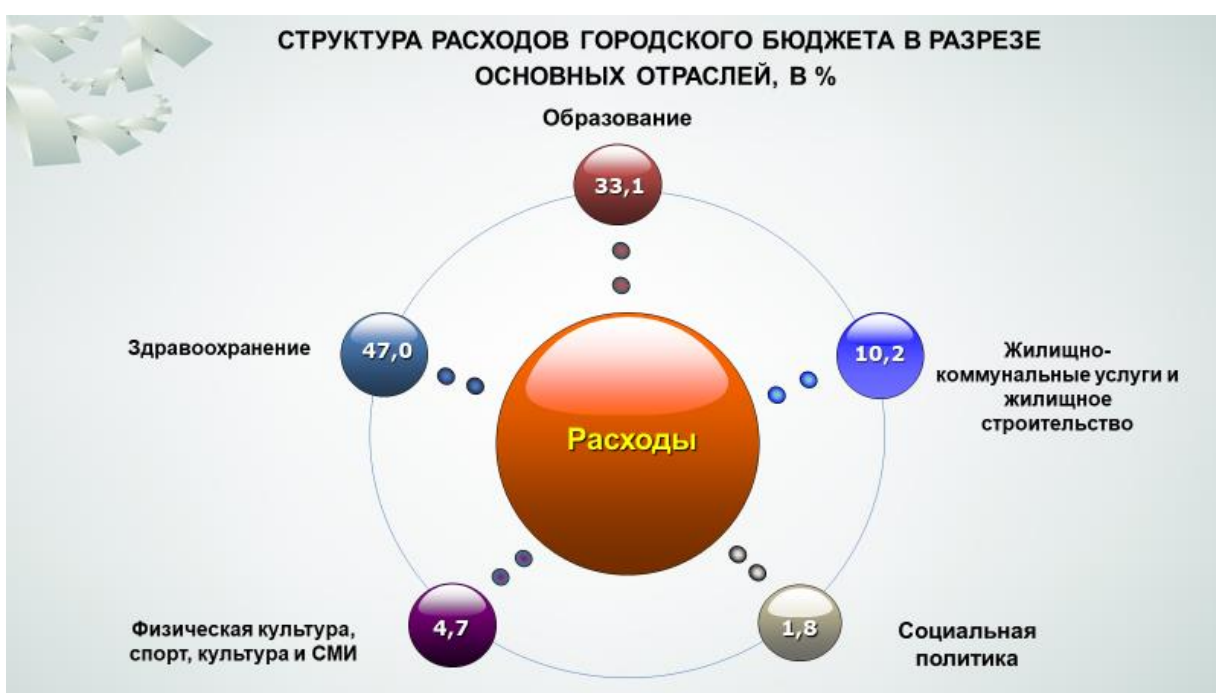 СТРУКТУРА РАСХОДОВ ГОРОДСКОГО БЮДЖЕТА В РАЗРЕЗЕ
ОСНОВНЫХ ОТРАСЛЕЙ, В %
Образование
33,1
Здравоохранение
47,0
10,2
Жилищно-
коммунальные услуги и
жилищное
строительство
Расходы
Физическая культура,
спорт, культура и СМИ
4,7
1,8
Социальная
политика